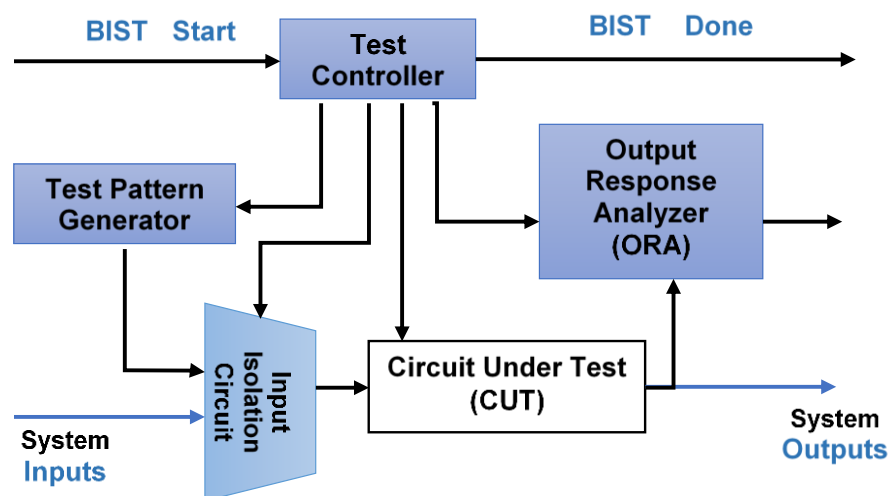 BIST Start
Test
Controller
BIST Done
Test Pattern
Generator
Output
Response
Analyzer
(ORA)
Input
Isolation
Circuit
Circuit Under Test
(CUT)
System
Inputs
System
Outputs